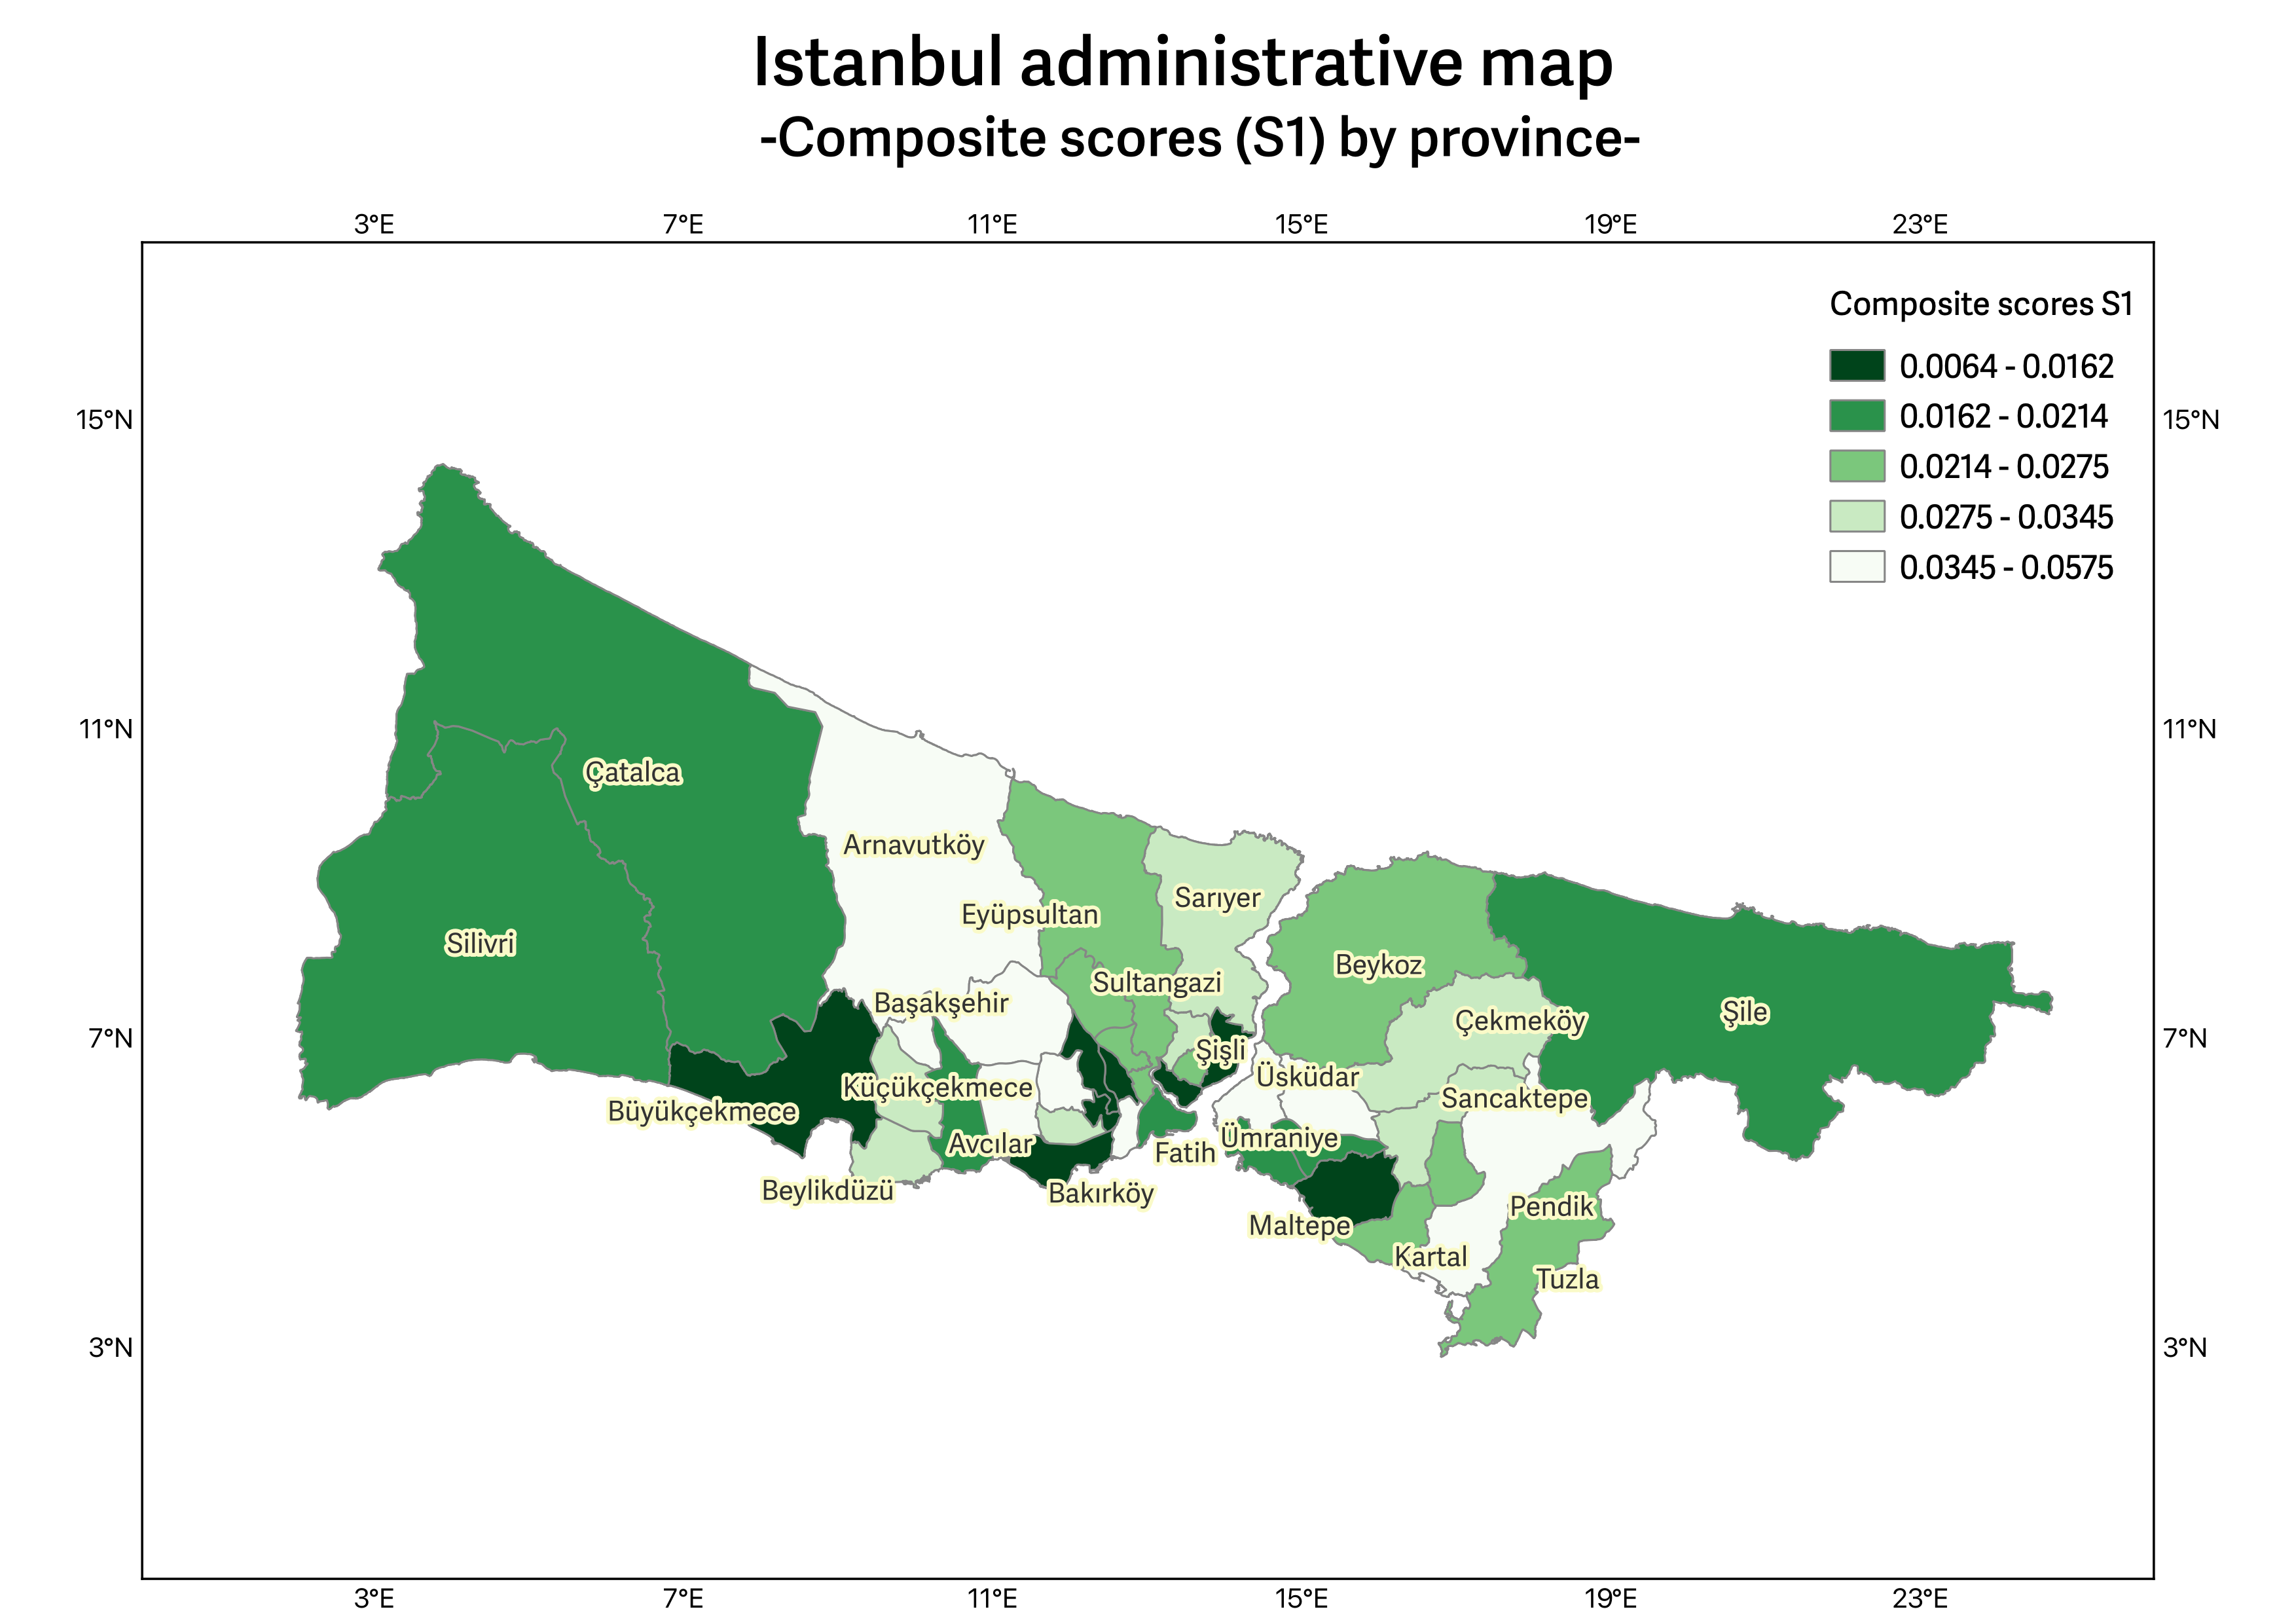 Istanbul administrative map
-Composite scores (S1) by province-
3°E 7°E 11°E 15°E 19°E 23°E
Composite scores S1
0.0064 - 0.0162
0.0162 - 0.0214
0.0214 - 0.0275
0.0275 - 0.0345
0.0345 - 0.0575
15°N 15°N
11°N 11°N
Çatalca
Arnavutköy
Sarıyer
Eyüpsultan
Silivri
Beykoz
Sultangazi
Başakşehir
Şile
Çekmeköy
7°N 7°N
Şişli
Üsküdar
Küçükçekmece
Sancaktepe
Büyükçekmece
Ümraniye
Avcılar
Fatih
Beylikdüzü
Bakırköy
Pendik
Maltepe
Kartal
Tuzla
3°N 3°N
3°E 7°E 11°E 15°E 19°E 23°E